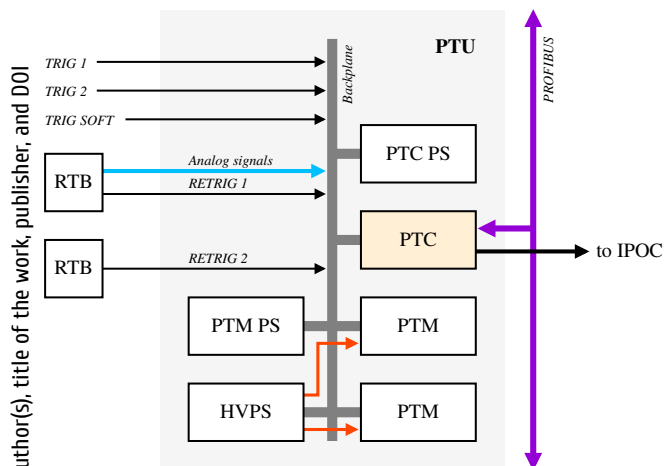 PTU
TRIG 1
TRIG 2
TRIG SOFT
Backplane
PROFIBUS
PTC PS
Analog signals
RTB
RETRIG 1
PTC
to IPOC
RTB
RETRIG 2
PTM PS
PTM
HVPS
PTM
uthor(s), title of the work, publisher, and DOI